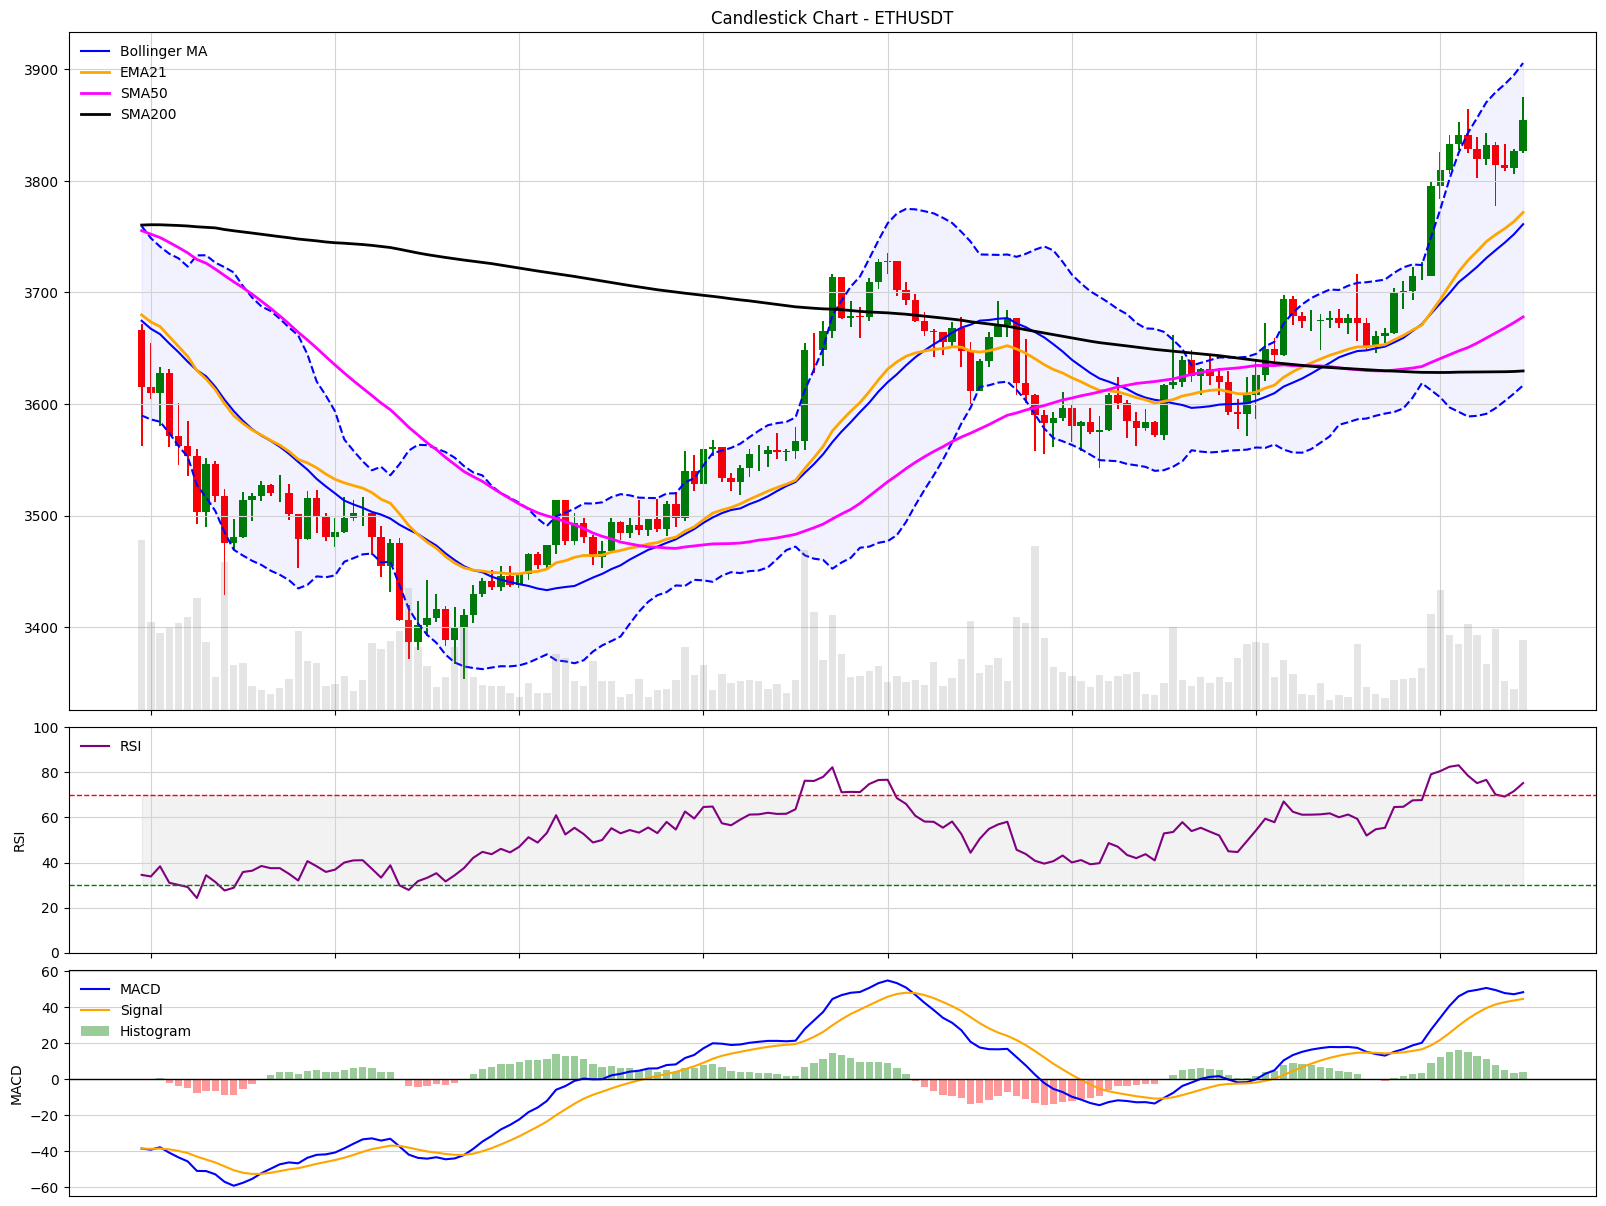 Candlestick Chart - ETHUSDT
Bollinger MA
EMA21
SMA50
SMA200
3900
3800
3700
3600
3500
3400
RSI
100
80
60
40
20
0
RSI
MACD
Signal
Histogram
60
40
20
0
−20
−40
−60
MACD